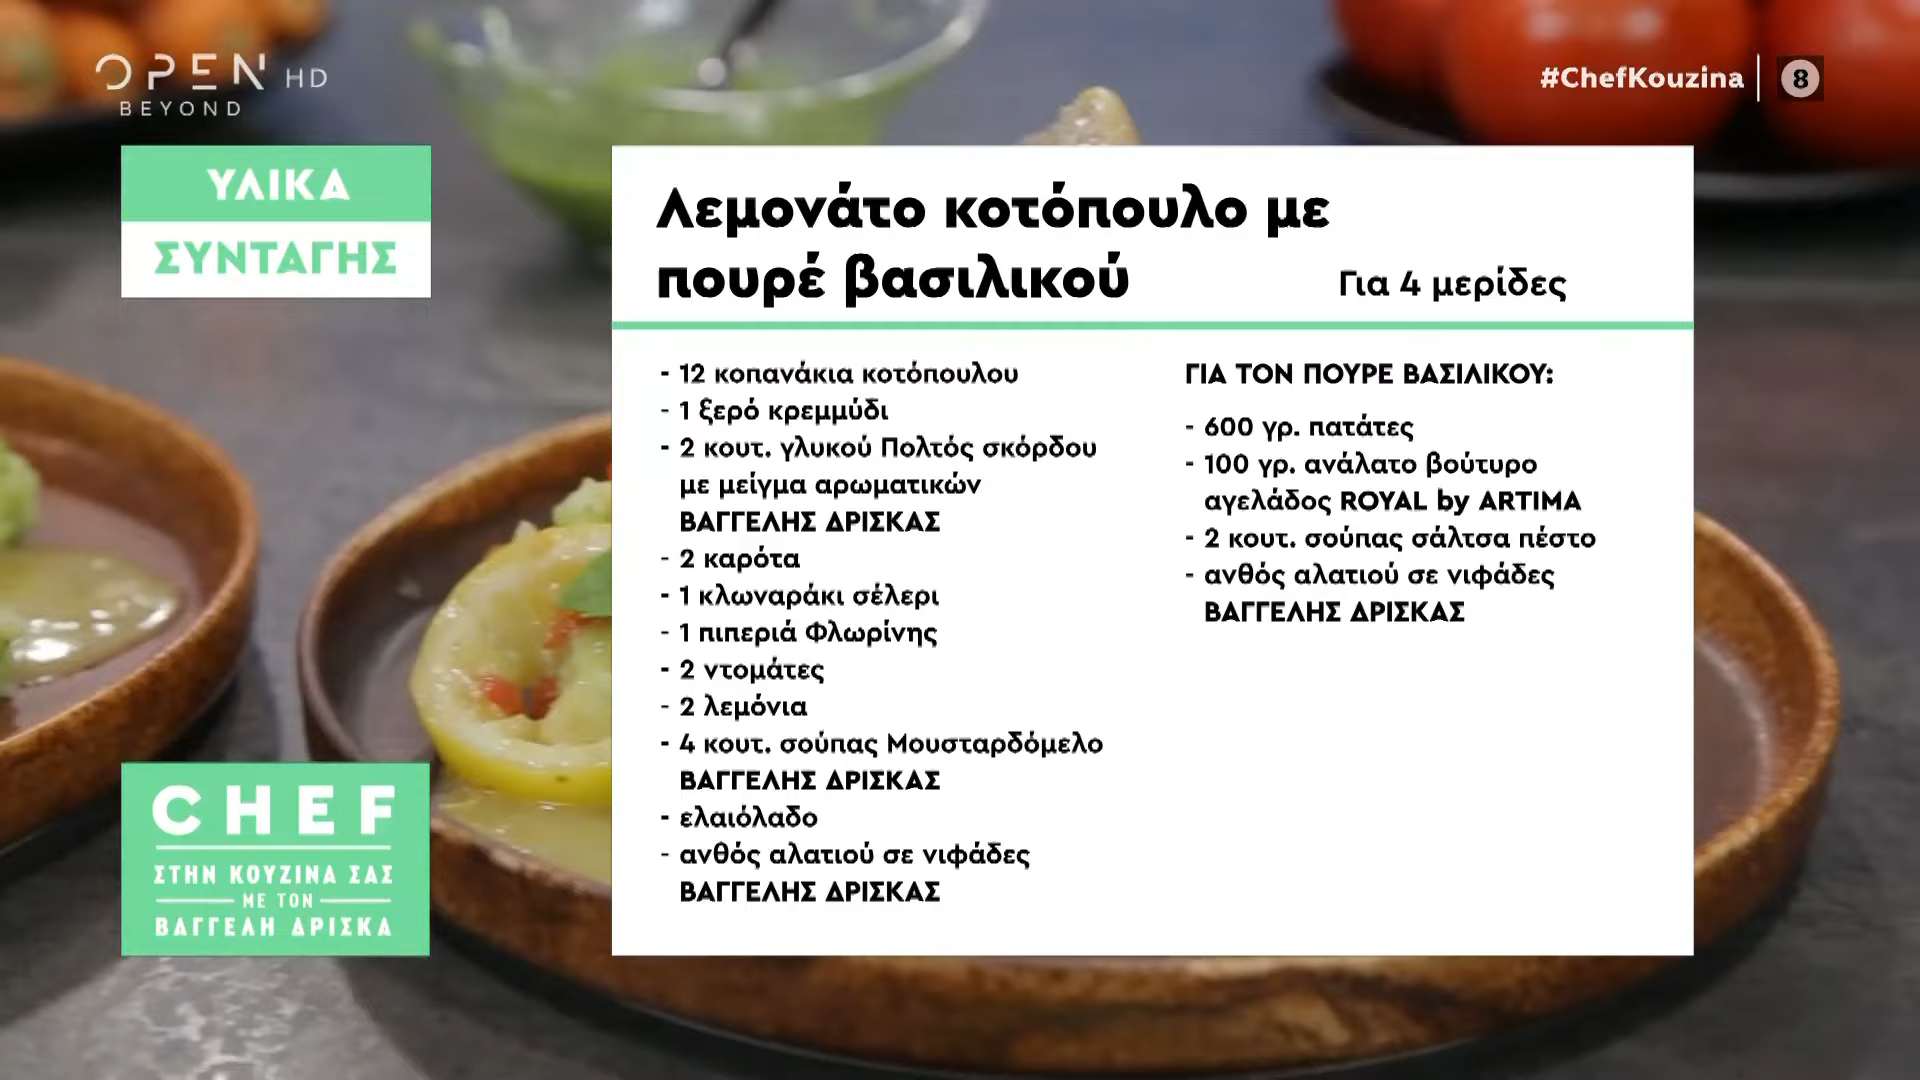 OPEN HD
BEYOND
#ChefKouzina
8
ΥΛΙΚΑ
ΣΥΝΤΑΓΗΣ
Λεμονάτο κοτόπουλο με
πουρέ βασιλικού
Για 4 μερίδες
- 12 κοπανάκια κοτόπουλου
- 1 ξερό κρεμμύδι
- 2 κουτ. γλυκού Πολτός σκόρδου
με μείγμα αρωματικών
ΒΑΓΓΕΛΗΣ ΔΡΙΣΚΑΣ
- 2 καρότα
- 1 κλωναράκι σέλερι
- 1 πιπεριά Φλωρίνης
- 2 ντομάτες
- 2 λεμόνια
- 4 κουτ. σούπας Μουσταρδόμελο
ΒΑΓΓΕΛΗΣ ΔΡΙΣΚΑΣ
- ελαιόλαδο
- ανθός αλατιού σε νιφάδες
ΒΑΓΓΕΛΗΣ ΔΡΙΣΚΑΣ
ΓΙΑ ΤΟΝ ΠΟΥΡΕ ΒΑΣΙΛΙΚΟΥ:
- 600 γρ. πατάτες
- 100 γρ. ανάλατο βούτυρο
αγελάδος ROYAL by ARTIMA
- 2 κουτ. σούπας σάλτσα πέστο
- ανθός αλατιού σε νιφάδες
ΒΑΓΓΕΛΗΣ ΔΡΙΣΚΑΣ
CHEF
ΣΤΗΝ ΚΟΥΖΙΝΑ ΣΑΣ
ΜΕ ΤΟΝ
ΒΑΓΓΕΛΗ ΔΡΙΣΚΑ